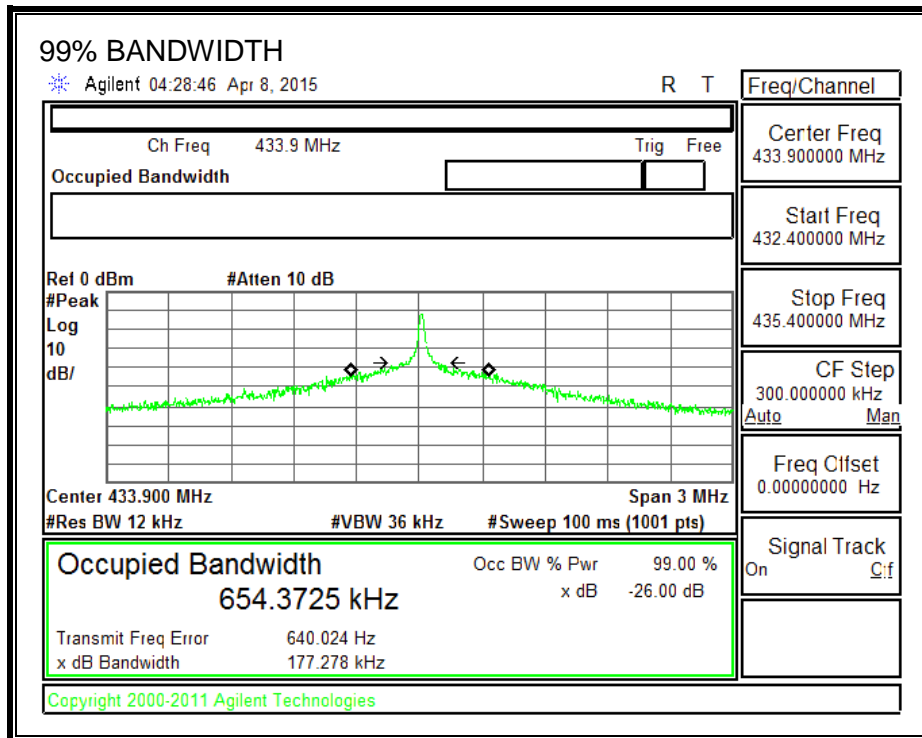 99% BANDWIDTH
Agilent 04:28:46 Apr 8, 2015 R T
Ch Freq 433.9 MHz Trig Free
Occupied Bandwidth
Ref 0 dBm #Atten 10 dB
#Peak
Log
10
dB/
Center 433.900 MHz Span 3 MHz
#Res BW 12 kHz #VBW 36 kHz #Sweep 100 ms (1001 pts)
Occupied Bandwidth Occ BW % Pwr 99.00 %
654.3725 kHz x dB -26.00 dB
Transmit Freq Error 640.024 Hz
x dB Bandwidth 177.278 kHz
Copyright 2000-2011 Agilent Technologies
Freq/Channel
Center Freq
433.900000 MHz
Start Freq
432.400000 MHz
Stop Freq
435.400000 MHz
CF Step
300.000000 kHz
Auto Man
Freq Offset
0.00000000 Hz
Signal Track
On Off